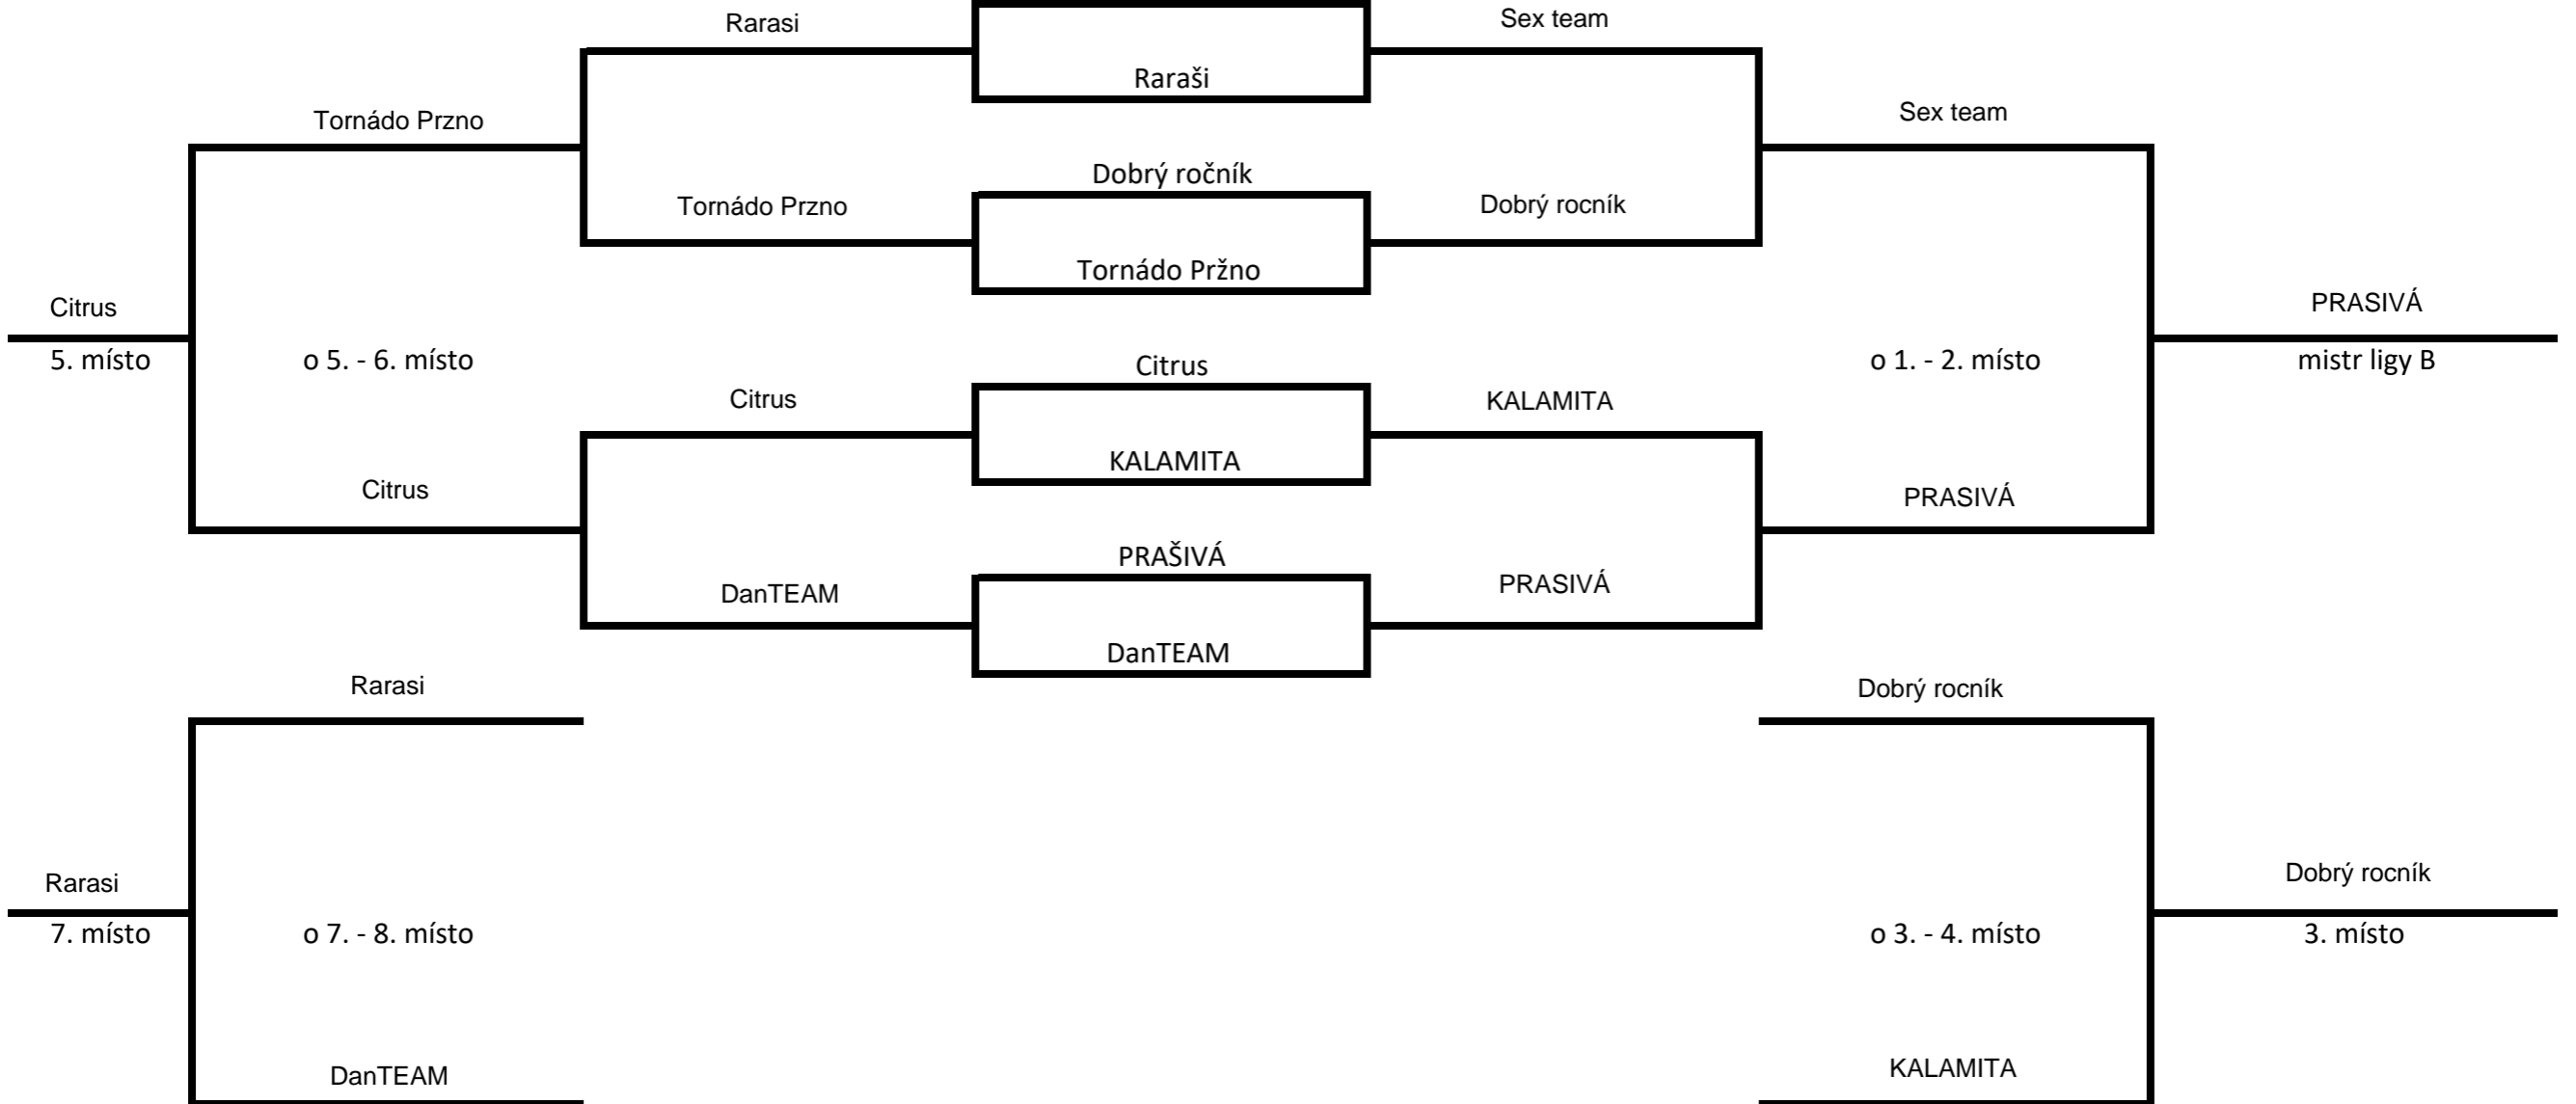 Rarasi
Sex team
Raraši
Tornádo Przno
Sex team
Dobrý ročník
Tornádo Przno
Dobrý rocník
Tornádo Pržno
Citrus
PRASIVÁ
5. místo
o 5. - 6. místo
Citrus
o 1. - 2. místo
mistr ligy B
Citrus
KALAMITA
KALAMITA
Citrus
PRASIVÁ
PRAŠIVÁ
DanTEAM
PRASIVÁ
DanTEAM
Rarasi
Dobrý rocník
Rarasi
Dobrý rocník
7. místo
o 7. - 8. místo
o 3. - 4. místo
3. místo
DanTEAM
KALAMITA